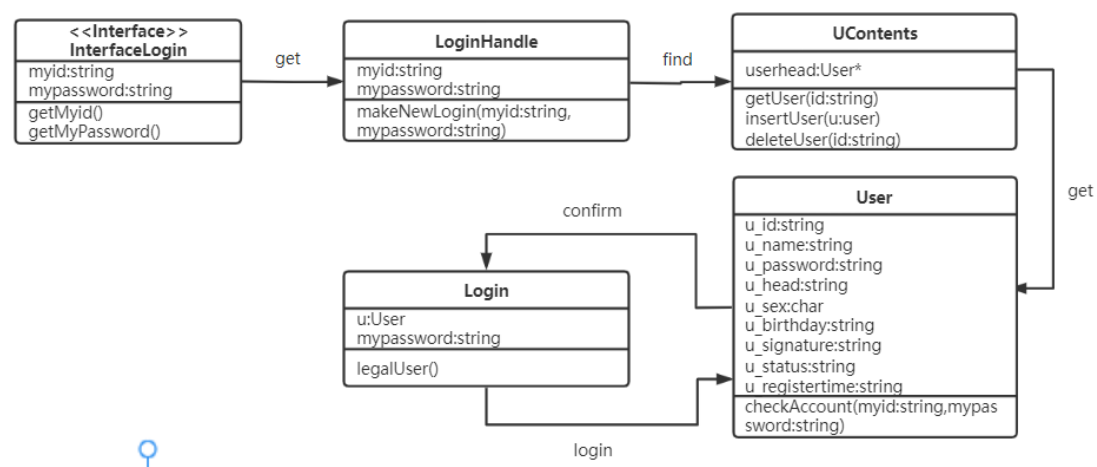 <<Interface>>
InterfaceLogin
myid:string
mypassword:string
getMyid()
getMyPassword()
get
LoginHandle
myid:string
mypassword:string
makeNewLogin(myid:string,
mypassword:string)
find
UContents
userhead:User*
getUser(id:string)
insertUser(u:user)
deleteUser(id:string)
get
User
u_id:string
u_name:string
u_password:string
u_head:string
u_sex:char
u_birthday:string
u_signature:string
u_status:string
u_registertime:string
checkAccount(myid:string,mypas
sword:string)
confirm
Login
u:User
mypassword:string
legalUser()
login